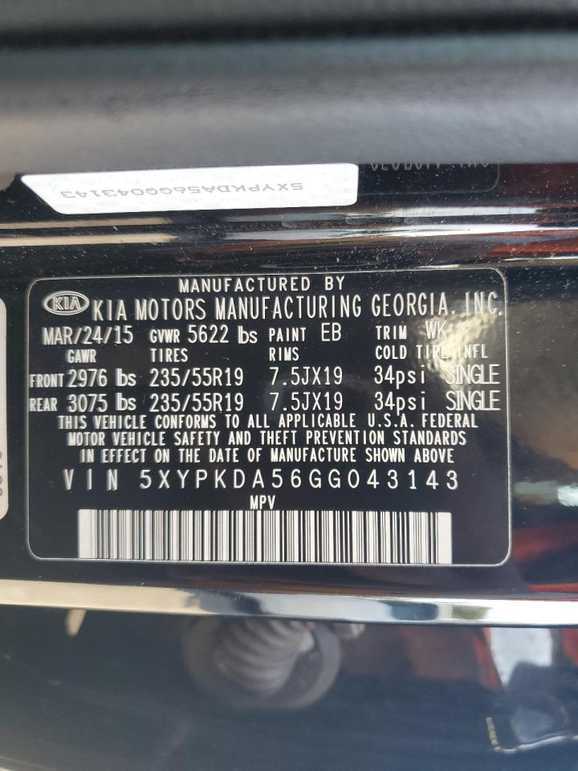 5XYPKDA56GG043143
MANUFACTURED BY
KIA KIA MOTORS MANUFACTURING GEORGIA, INC.
MAR/24/15 GVWR 5622 lbs PAINT EB TRIM WK
GAWR TIRES RIMS COLD TIRE INFL
FRONT 2976 lbs 235/55R19 7.5JX19 34psi SINGLE
REAR 3075 lbs 235/55R19 7.5JX19 34psi SINGLE
THIS VEHICLE CONFORMS TO ALL APPLICABLE U.S.A. FEDERAL
MOTOR VEHICLE SAFETY AND THEFT PREVENTION STANDARDS
IN EFFECT ON THE DATE OF MANUFACTURE SHOWN ABOVE
VIN 5XYPKDA56GG043143
MPV